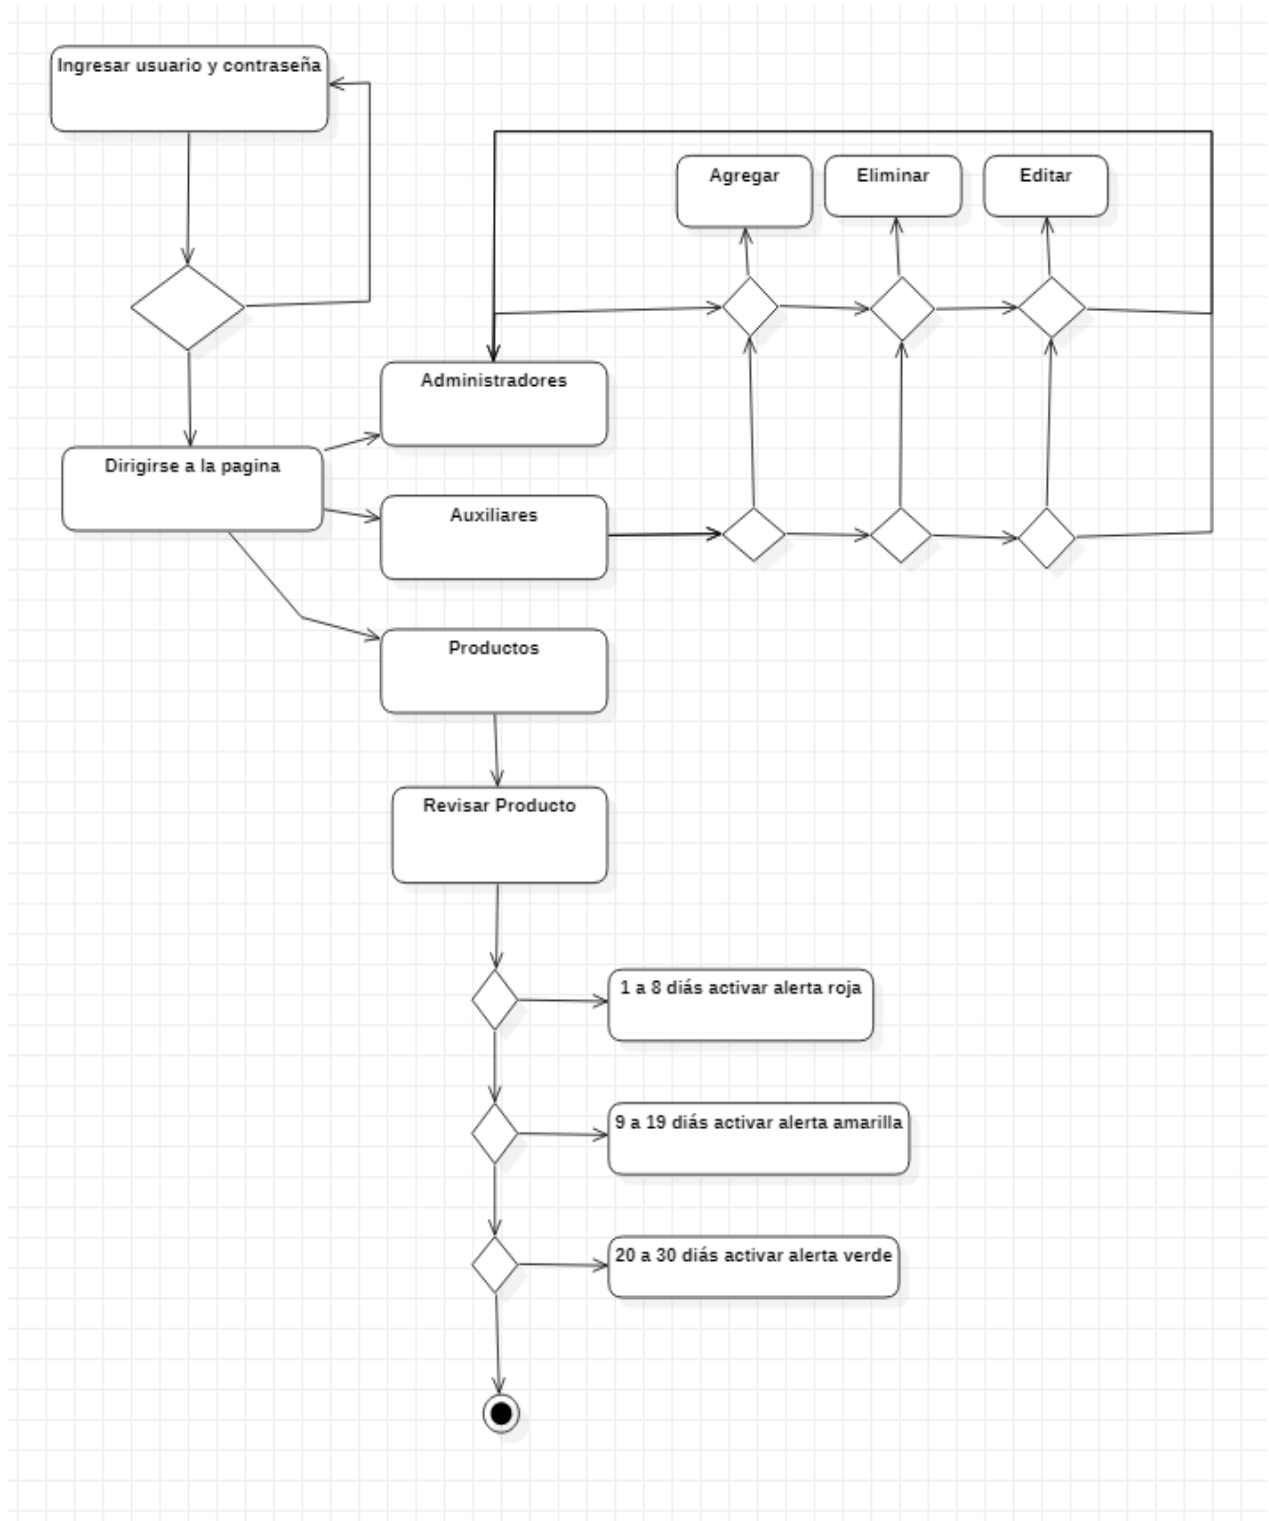 Ingresar usuario y contraseña
Agregar
Eliminar
Editar
Administradores
Dirigirse a la pagina
Auxiliares
Productos
Revisar Producto
1 a 8 diás activar alerta roja
9 a 19 diás activar alerta amarilla
20 a 30 diás activar alerta verde